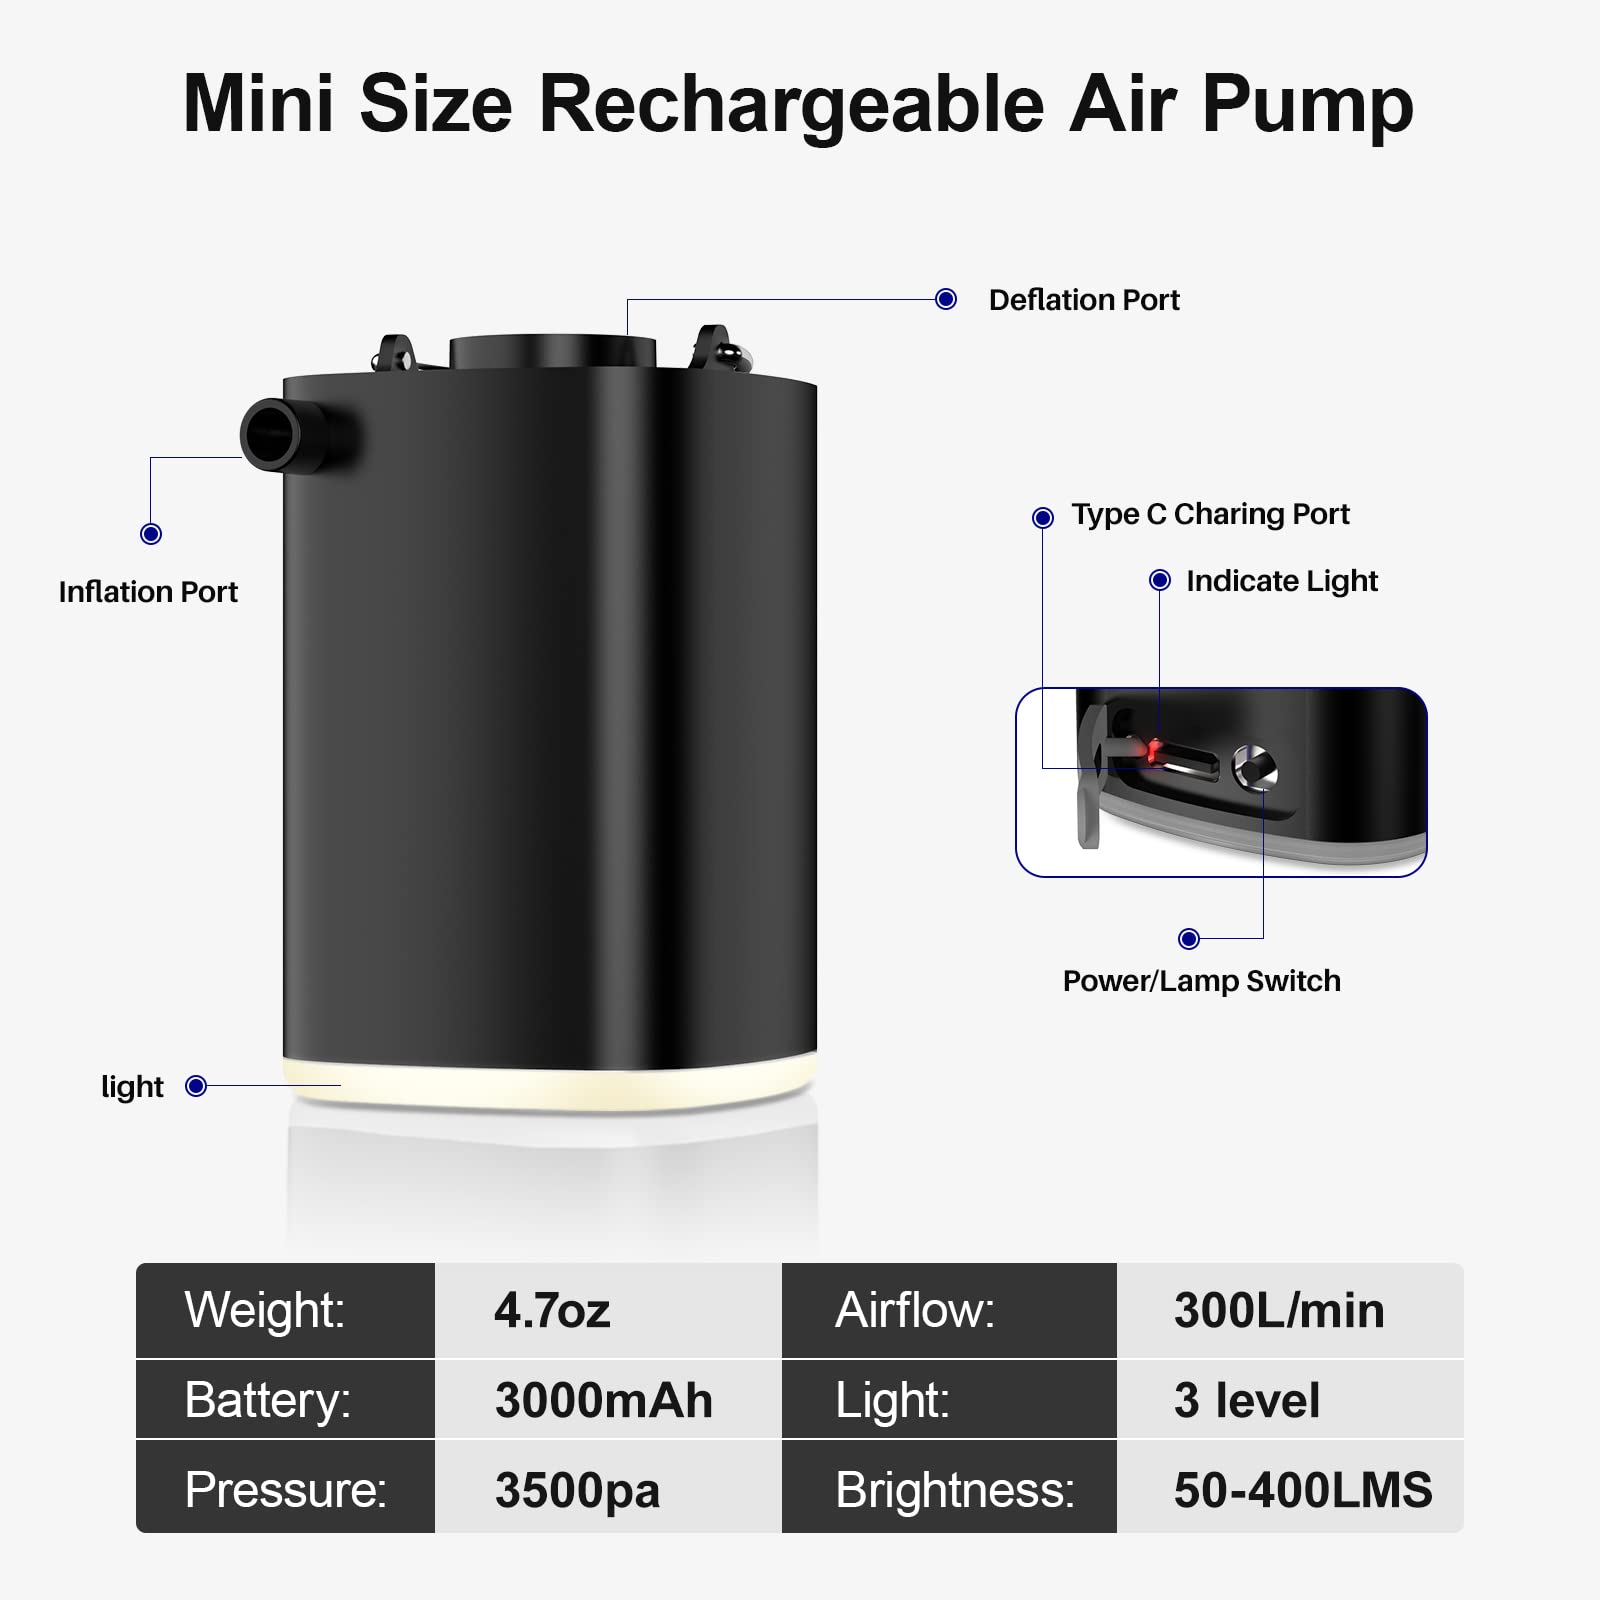 Mini Size Rechargeable Air Pump
Deflation Port
Type C Charing Port
Indicate Light
Inflation Port
Power/Lamp Switch
light
Weight: 4.7oz Airflow: 300L/min
Battery: 3000mAh Light: 3 level
Pressure: 3500pa Brightness: 50-400LMS